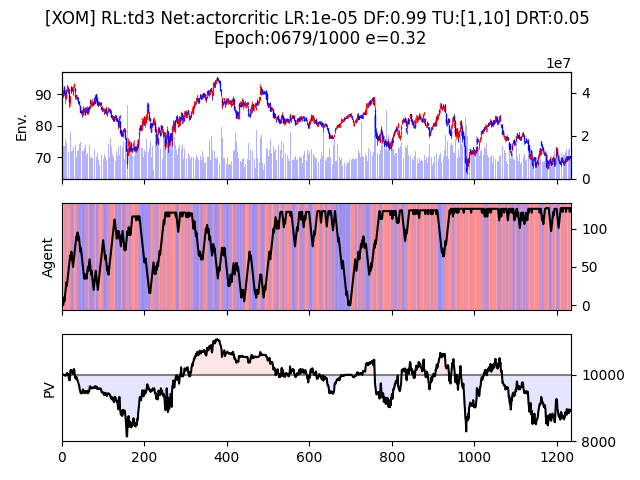 [XOM] RL:td3 Net:actorcritic LR:1e-05 DF:0.99 TU:[1,10] DRT:0.05
Epoch:0679/1000 e=0.32
1e7
90
80
70
Env.
4
2
0
Agent
100
50
0
PV
10000
8000
0 200 400 600 800 1000 1200